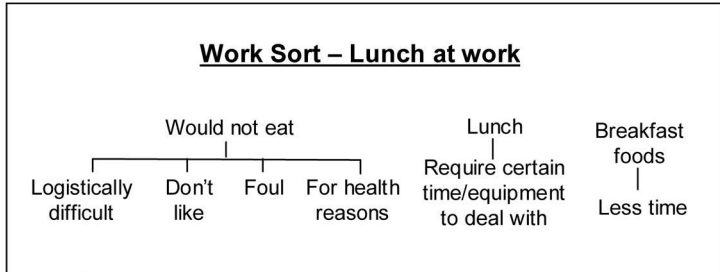 Work Sort – Lunch at work
Would not eat
Logistically
difficult
Don't
like
Foul
For health
reasons
Lunch
Require certain
time/equipment
to deal with
Breakfast
foods
Less time